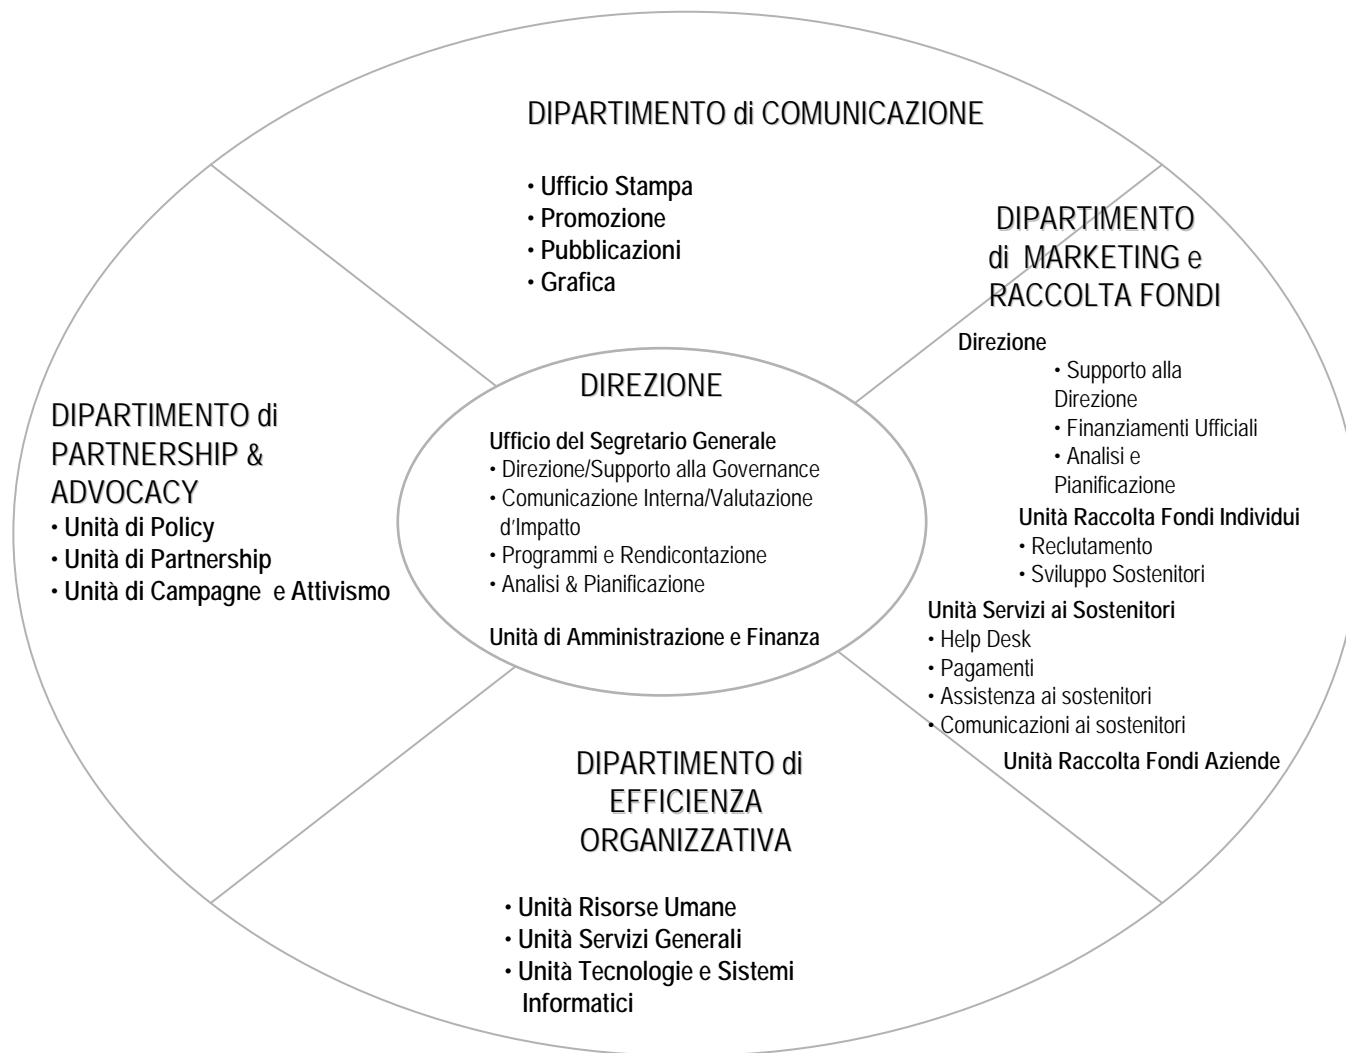 DIPARTIMENTO di COMUNICAZIONE
• Ufficio Stampa
• Promozione
• Pubblicazioni
• Grafica
DIPARTIMENTO
di MARKETING e
RACCOLTA FONDI
Direzione
• Supporto alla
Direzione
• Finanziamenti Ufficiali
• Analisi e
Pianificazione
Unità Raccolta Fondi Individui
• Reclutamento
• Sviluppo Sostenitori
Unità Servizi ai Sostenitori
• Help Desk
• Pagamenti
• Assistenza ai sostenitori
• Comunicazioni ai sostenitori
Unità Raccolta Fondi Aziende
DIREZIONE
Ufficio del Segretario Generale
• Direzione/Supporto alla Governance
• Comunicazione Interna/Valutazione
d'Impatto
• Programmi e Rendicontazione
• Analisi & Pianificazione
Unità di Amministrazione e Finanza
DIPARTIMENTO di
PARTNERSHIP &
ADVOCACY
• Unità di Policy
• Unità di Partnership
• Unità di Campagne e Attivismo
DIPARTIMENTO di
EFFICIENZA
ORGANIZZATIVA
• Unità Risorse Umane
• Unità Servizi Generali
• Unità Tecnologie e Sistemi
Informatici